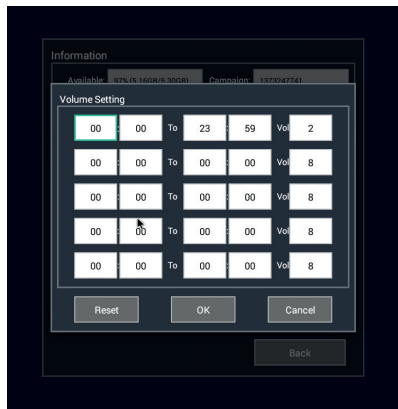 Information
Available: 97% (5.16GB/5.30GB) Campaign: 1373247741
Volume Setting
00 : 00 To 23 : 59 Vol 2
00 : 00 To 00 : 00 Vol 8
00 : 00 To 00 : 00 Vol 8
00 : 00 To 00 : 00 Vol 8
00 : 00 To 00 : 00 Vol 8
Reset OK Cancel
Back